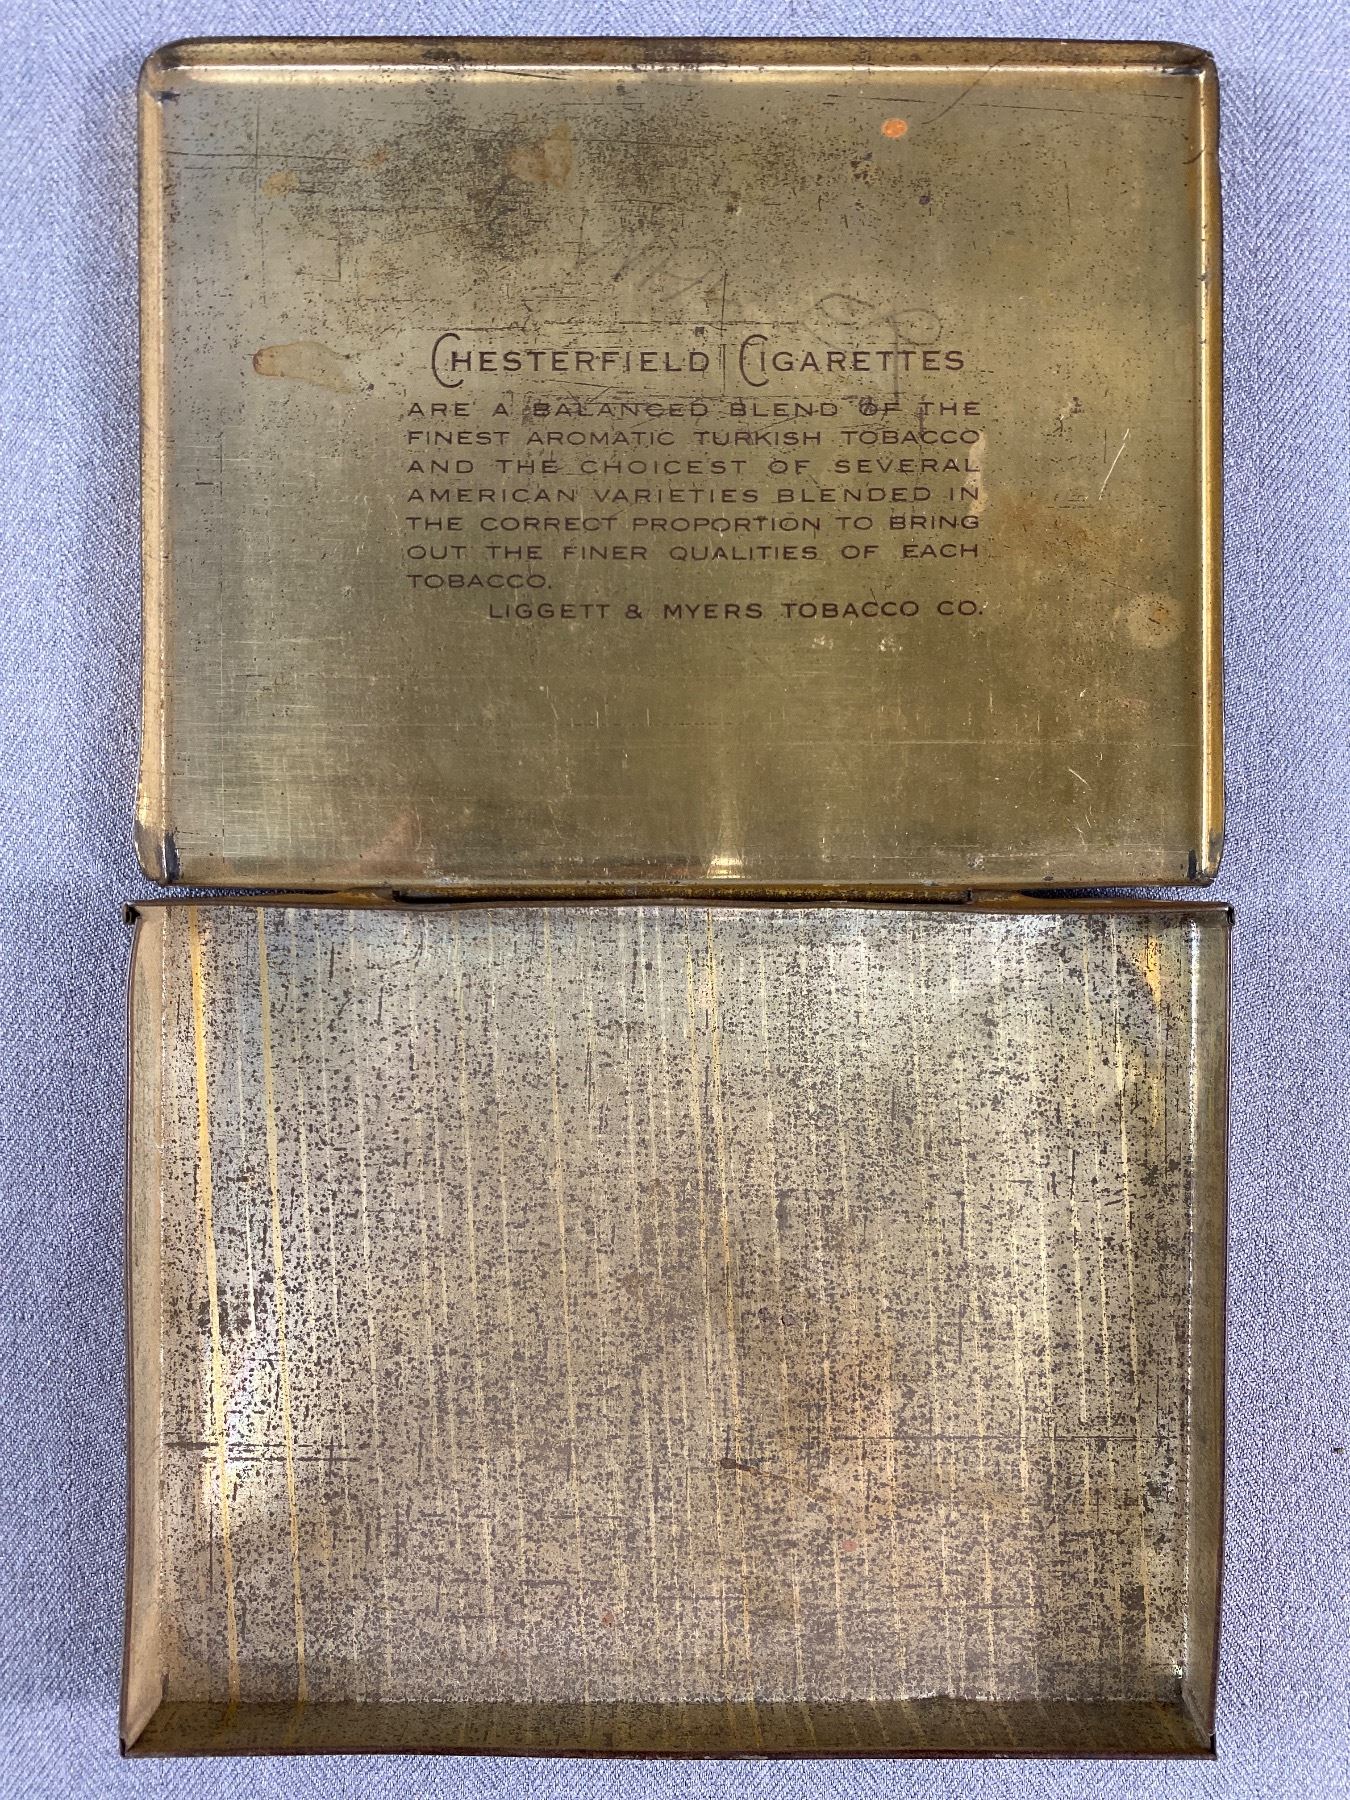 CHESTERFIELD CIGARETTES
ARE A BALANCED BLEND OF THE
FINEST AROMATIC TURKISH TOBACCO
AND THE CHOICEST OF SEVERAL
AMERICAN VARIETIES BLENDED IN
THE CORRECT PROPORTION TO BRING
OUT THE FINER QUALITIES OF EACH
TOBACCO.
LIGGETT & MYERS TOBACCO CO.